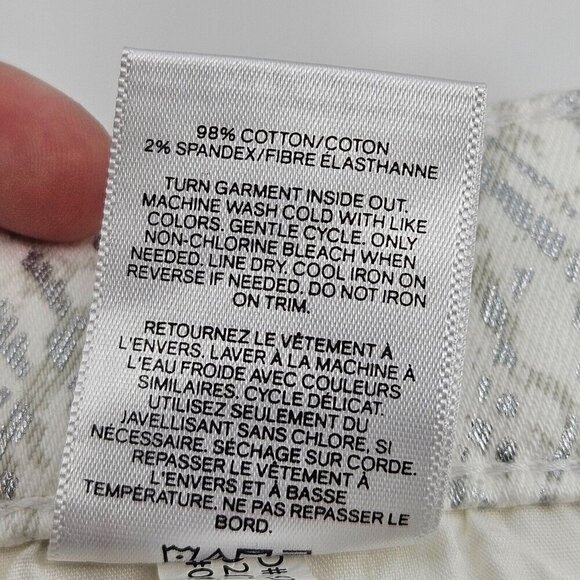 98% COTTON/COTON
2% SPANDEX/FIBRE ÉLASTHANNE
TURN GARMENT INSIDE OUT.
MACHINE WASH COLD WITH LIKE
COLORS. GENTLE CYCLE. ONLY
NON-CHLORINE BLEACH WHEN
NEEDED. LINE DRY. COOL IRON ON
REVERSE IF NEEDED. DO NOT IRON
ON TRIM.
RETOURNEZ LE VÊTEMENT À
L'ENVERS. LAVER À LA MACHINE À
L'EAU FROIDE AVEC COULEURS
SIMILAIRES. CYCLE DÉLICAT.
UTILISEZ SEULEMENT DU
JAVELLISANT SANS CHLORE, SI
NÉCESSAIRE. SÉCHAGE SUR CORDE.
REPASSER LE VÊTEMENT À
L'ENVERS ET À BASSE
TEMPÉRATURE. NE PAS REPASSER LE
BORD.